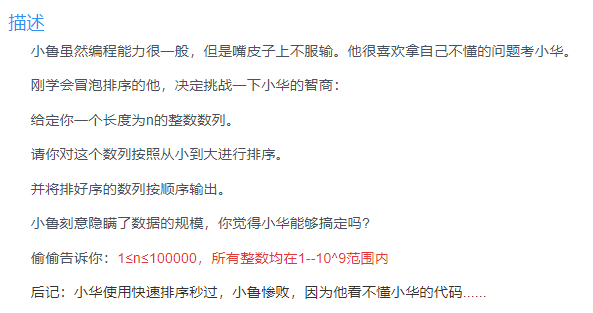 描述
小鲁虽然编程能力很一般，但是嘴皮子上不服输。他很喜欢拿自己不懂的问题考小华。
刚学会冒泡排序的他，决定挑战一下小华的智商：
给定你一个长度为n的整数数列。
请你对这个数列按照从小到大进行排序。
并将排好序的数列按顺序输出。
小鲁刻意隐瞒了数据的规模，你觉得小华能够搞定吗？
偷偷告诉你：1≤n≤100000，所有整数均在1--10^9范围内
后记：小华使用快速排序秒过，小鲁惨败，因为他看不懂小华的代码......